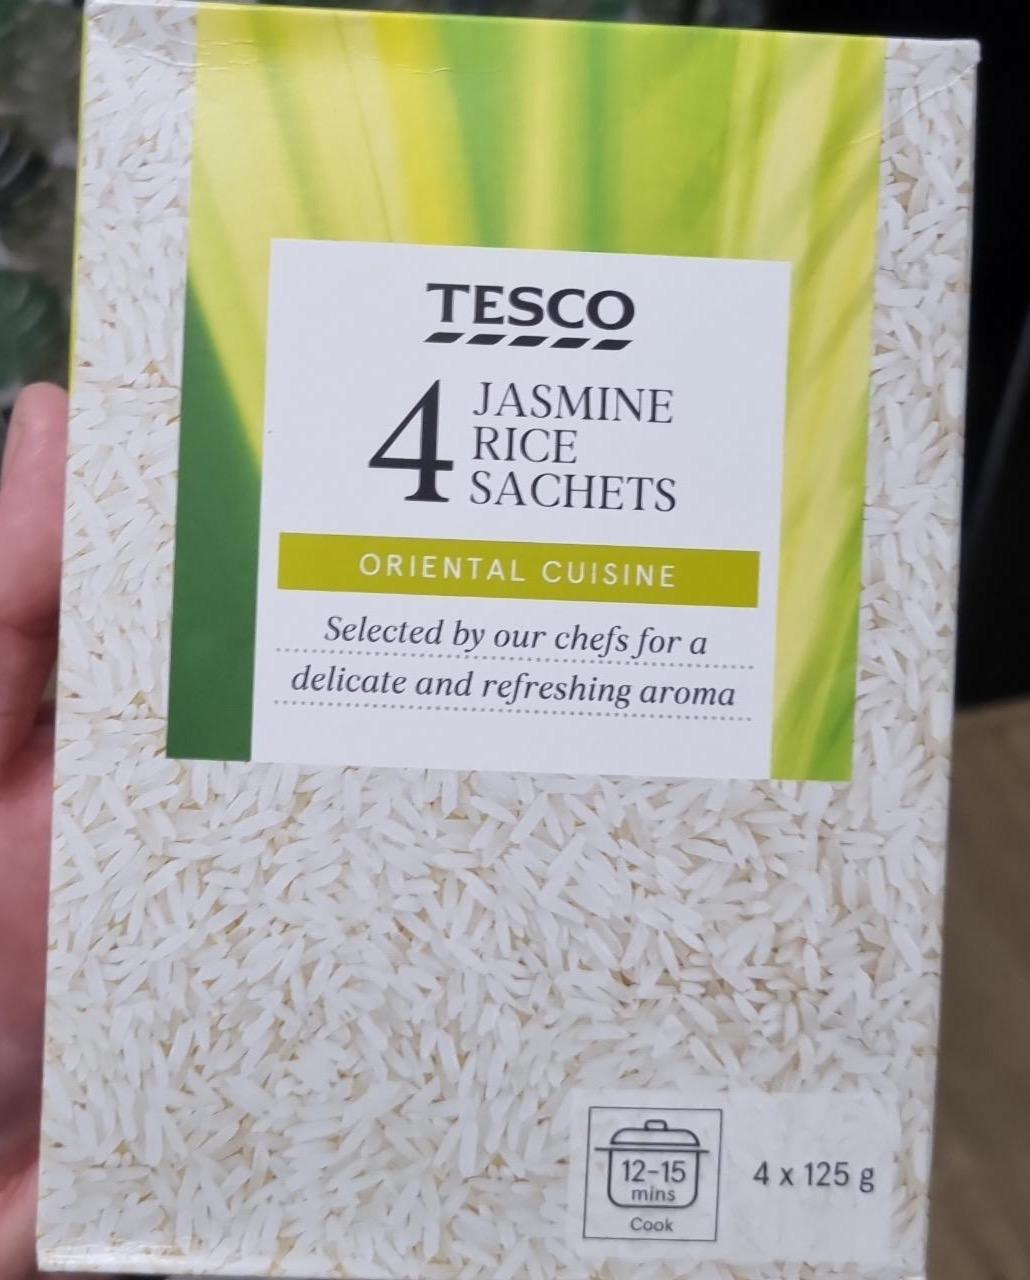 TESCO
4 JASMINE
RICE
SACHETS
ORIENTAL CUISINE
Selected by our chefs for a
delicate and refreshing aroma
12-15
mins
Cook
4 x 125 g